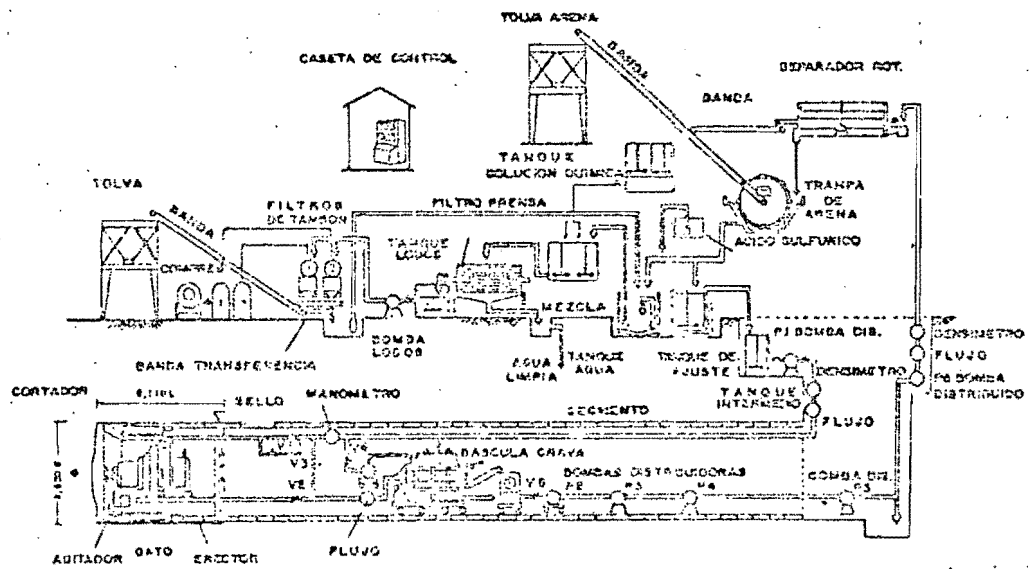 TOLVA ARENA
CASETA DE CONTROL
BANDA
SEPARADOR ROT.
BANDA
TANQUE
SOLUCION QUIMICA
TOLVA
BANDA
FILTROS
DE TAMBOR
FILTRO PRENSA
TRAMPA
DE
ARENA
TANQUE
LODOS
ACIDO SULFURICO
COMPRES
MEZCLA
BOMBA
LODOS
P1 BOMBA DIS.
DENSIMETRO
FLUJO
BANDA TRANSFERENCIA
AGUA
LIMPIA
TANQUE
AGUA
TANQUE DE
AJUSTE
DENSIMETRO
P6 BOMBA
DISTRIBUIDO
CORTADOR
SELLO
MANOMETRO
SEGMENTO
TANQUE
INTERMEDIO
FLUJO
V3
BASCULA GRAVA
BOMBAS DISTRIBUIDORAS
P2
P3
P4
BOMBA DIS.
P5
AGITADOR
GATO
ERECTOR
FLUJO